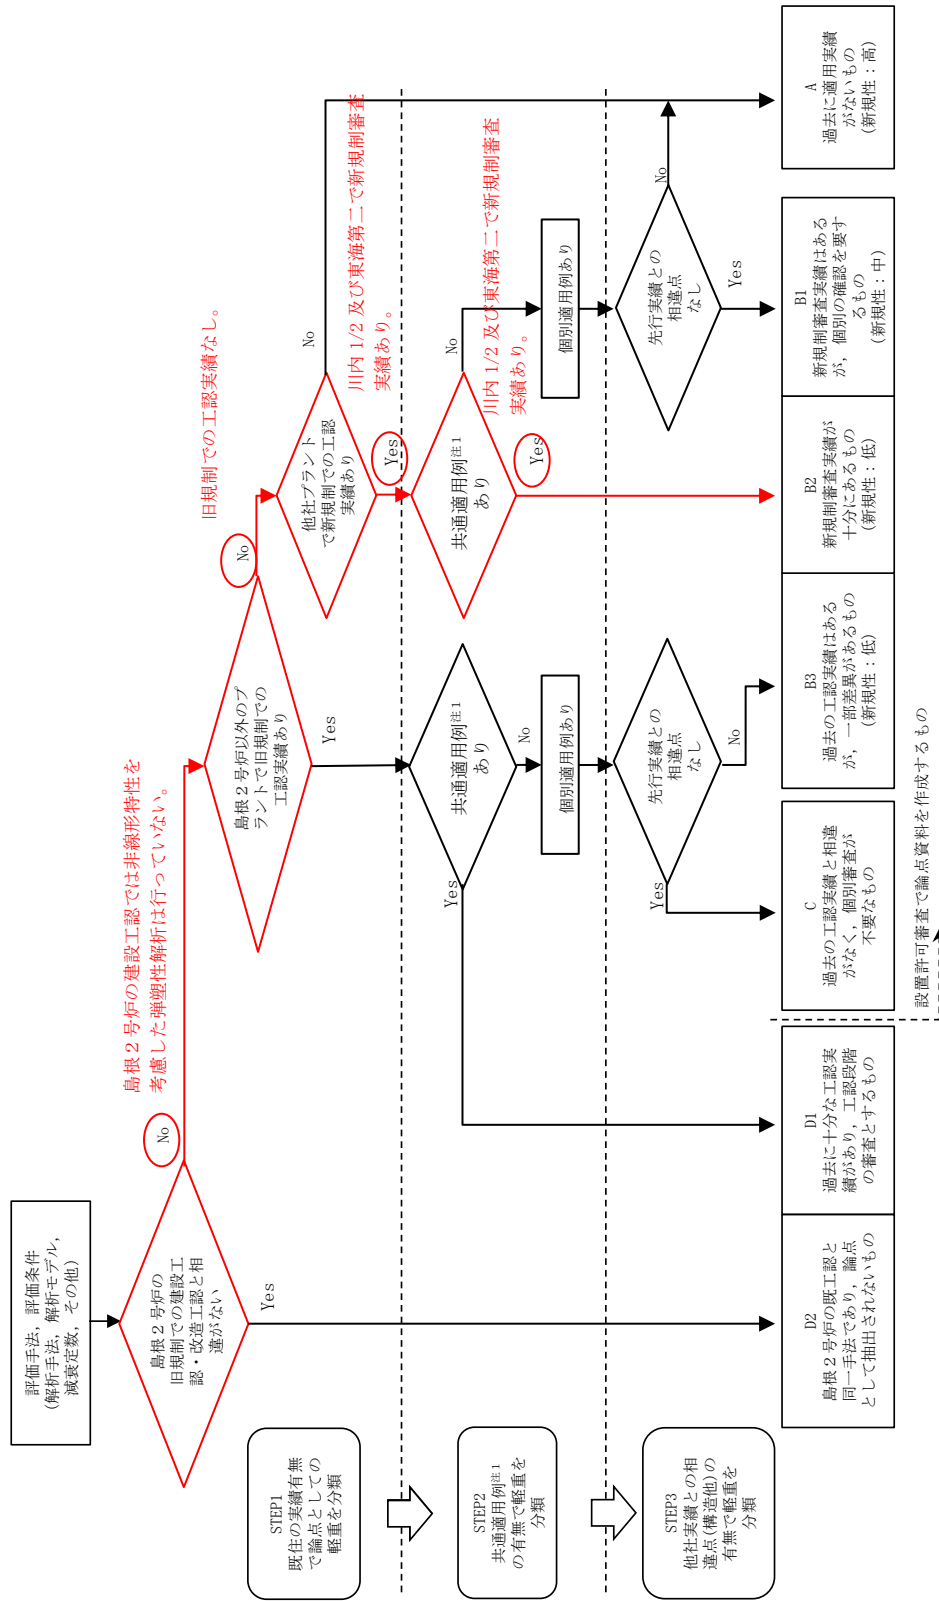 評価手法，評価条件
(解析手法，解析モデル，
減衰定数，その他)
島根２号炉の
旧規制での建設工
認・改造工認と相
違がない
No
Yes
島根２号炉の建設工認では非線形特性を
考慮した弾塑性解析は行っていない。
島根２号炉以外のプ
ラントで旧規制での
工認実績あり
No
Yes
旧規制での工認実績なし。
他社プラント
で新規制での工認
実績あり
No
Yes
川内 1/2 及び東海第二で新規制審査
実績あり。
STEP1
既住の実績有無
で論点としての
軽重を分類
共通適用例注1
あり
Yes
No
共通適用例注1
あり
No
Yes
川内 1/2 及び東海第二で新規制審査
実績あり。
個別適用例あり
個別適用例あり
STEP2
共通適用例注1
の有無で軽重を
分類
先行実績との
相違点
なし
Yes
No
先行実績との
相違点
なし
No
Yes
STEP3
他社実績との相
違点(構造他)の
有無で軽重を
分類
D2
島根２号炉の既工認と
同一手法であり，論点
として抽出されないもの
D1
過去に十分な工認実
績があり，工認段階
の審査とするもの
C
過去の工認実績と相違
がなく，個別審査が
不要なもの
B3
過去の工認実績はある
が，一部差異があるもの
(新規性：低)
B2
新規制審査実績が
十分にあるもの
(新規性：低)
B1
新規制審査実績はある
が，個別の確認を要す
るもの
(新規性：中)
A
過去に適用実績
がないもの
(新規性：高)
設置許可審査で論点資料を作成するもの